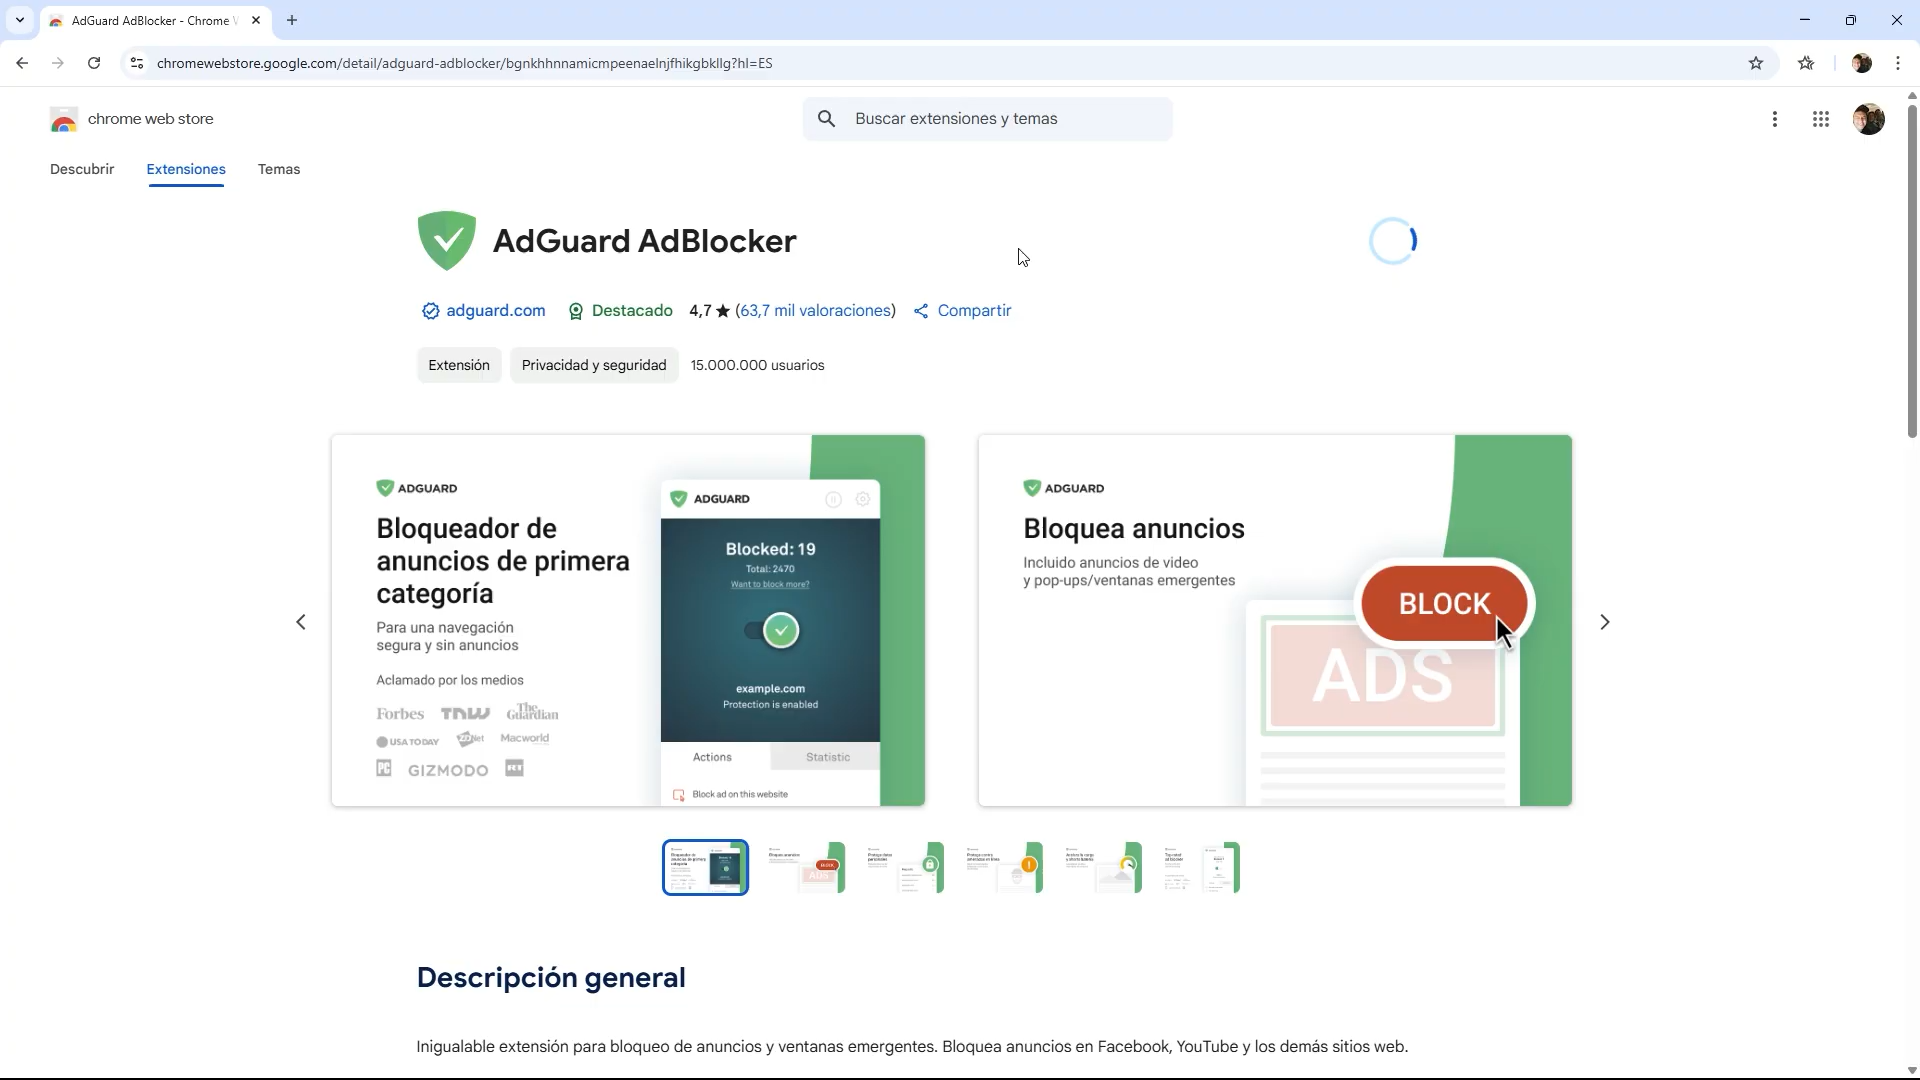 AdGuard AdBlocker - Chrome
chromewebstore.google.com/detail/adguard-adblocker/bgnkhhnnamicmpeenaelnjfhikgbkllg?hl=ES
chrome web store
Buscar extensiones y temas
Descubrir
Extensiones
Temas
AdGuard AdBlocker
adguard.com
Destacado
4,7 ★ (63,7 mil valoraciones)
Compartir
Extensión
Privacidad y seguridad
15.000.000 usuarios
ADGUARD
Bloqueador de
anuncios de primera
categoría
Para una navegación
segura y sin anuncios
Aclamado por los medios
Forbes TNW The Guardian
USA TODAY ZDNet Macworld
PC GIZMODO RT
ADGUARD
Blocked: 19
Total: 2470
Want to block more?
example.com
Protection is enabled
Actions
Statistic
Block ad on this website
ADGUARD
Bloquea anuncios
Incluido anuncios de video
y pop-ups/ventanas emergentes
BLOCK
ADS
Descripción general
Inigualable extensión para bloqueo de anuncios y ventanas emergentes. Bloquea anuncios en Facebook, YouTube y los demás sitios web.